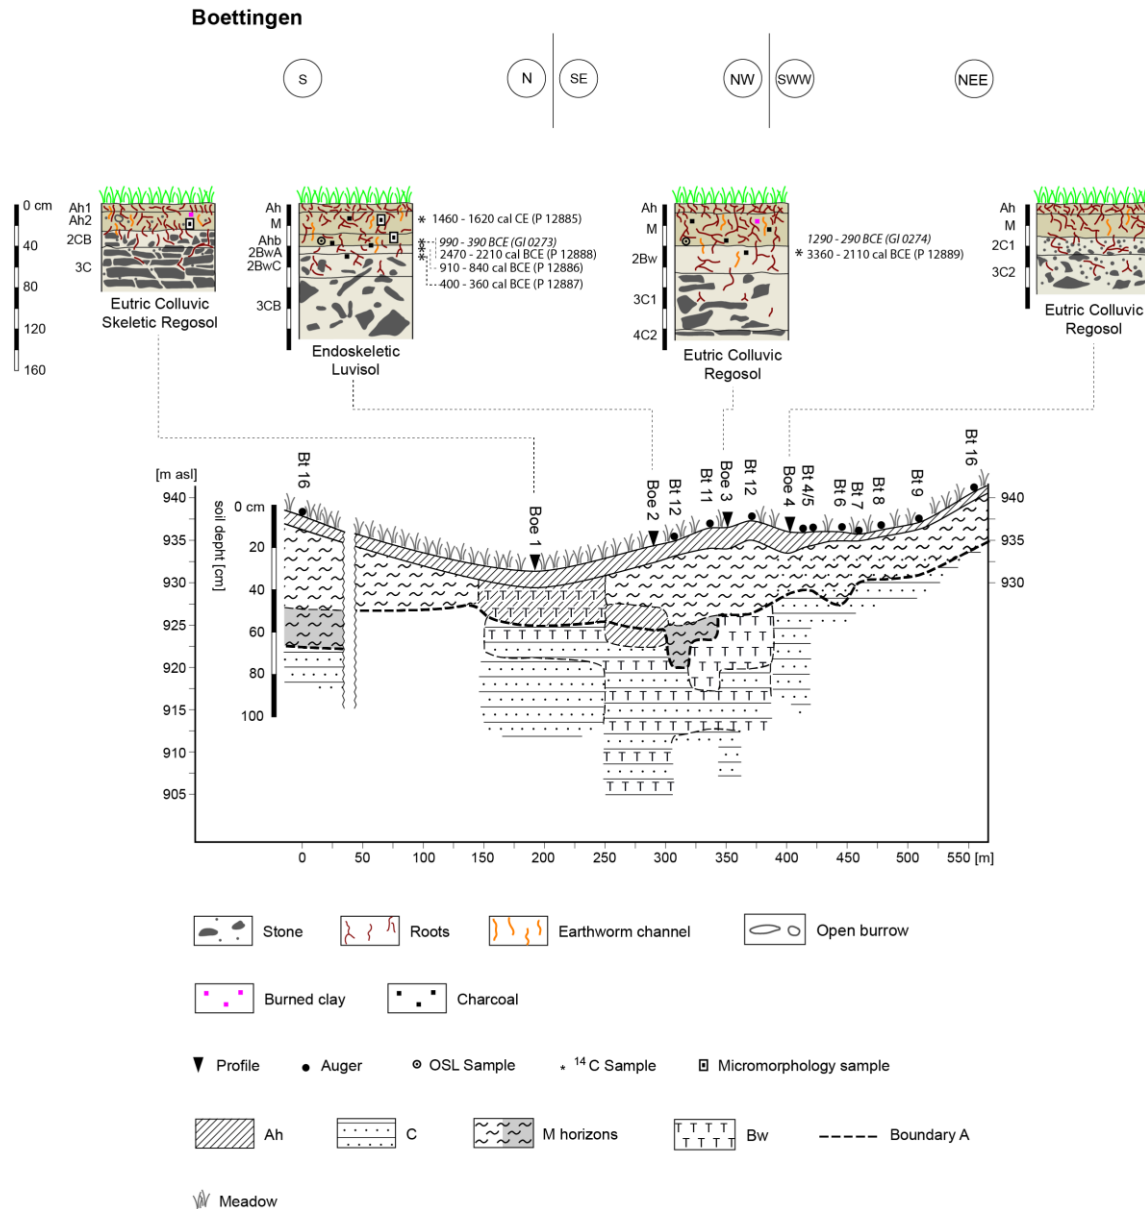 Boettingen
S
N
SE
NW
SWW
NEE
0 cm
40
80
120
160
Ah1
Ah2
2CB
3C
Eutric Colluvic
Skeletic Regosol
Ah
M
Ahb
2BwA
2BwC
3CB
Endoskeletic
Luvisol
* 1460 - 1620 cal CE (P 12885)
* 990 - 390 BCE (GI 0273)
* 2470 - 2210 cal BCE (P 12888)
* 910 - 840 cal BCE (P 12886)
400 - 360 cal BCE (P 12887)
Ah
M
2Bw
3C1
4C2
Eutric Colluvic
Regosol
1290 - 290 BCE (GI 0274)
* 3360 - 2110 cal BCE (P 12889)
Ah
M
2C1
3C2
Eutric Colluvic
Regosol
[m asl]
940
935
930
925
920
915
910
905
soil depht [cm]
0 cm
20
40
60
80
100
Bt 16
Boe 1
Boe 2
Bt 12
Bt 11
Boe 3
Bt 12
Boe 4
Bt 4/5
Bt 6
Bt 7
Bt 8
Bt 9
Bt 16
940
935
930
0 50 100 150 200 250 300 350 400 450 500 550 [m]
Stone
Roots
Earthworm channel
Open burrow
Burned clay
Charcoal
Profile
Auger
OSL Sample
* 14C Sample
Micromorphology sample
Ah
C
M horizons
Bw
Boundary A
Meadow